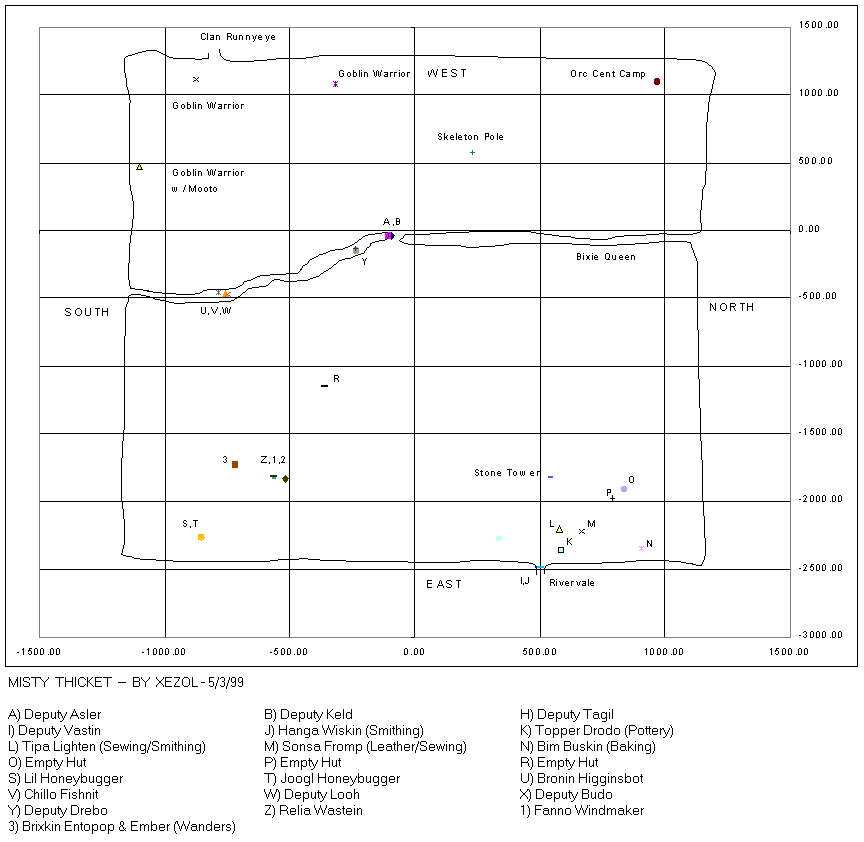 Clan Runnyeye
1500.00
Goblin Warrior
WEST
Orc Cent Camp
1000.00
Goblin Warrior
Skeleton Pole
500.00
Goblin Warrior
w/Mooto
A,B
0.00
Y
Bixie Queen
-500.00
SOUTH
U,V,W
NORTH
-1000.00
R
-1500.00
3
Z,1,2
Stone Tower
O
P
-2000.00
S,T
L
M
K
N
-2500.00
EAST
I,J
Rivervale
-3000.00
-1500.00 -1000.00 -500.00 0.00 500.00 1000.00 1500.00
MISTY THICKET - BY XEZOL - 5/3/99
A) Deputy Asler B) Deputy Keld H) Deputy Tagil
I) Deputy Vastin J) Hanga Wiskin (Smithing) K) Topper Drodo (Pottery)
L) Tipa Lighten (Sewing/Smithing) M) Sonsa Fromp (Leather/Sewing) N) Bim Buskin (Baking)
O) Empty Hut P) Empty Hut R) Empty Hut
S) Lil Honeybugger T) Joogl Honeybugger U) Bronin Higginsbot
V) Chillo Fishnit W) Deputy Looh X) Deputy Budo
Y) Deputy Drebo Z) Relia Wastein 1) Fanno Windmaker
3) Brixkin Entopop & Ember (Wanders)